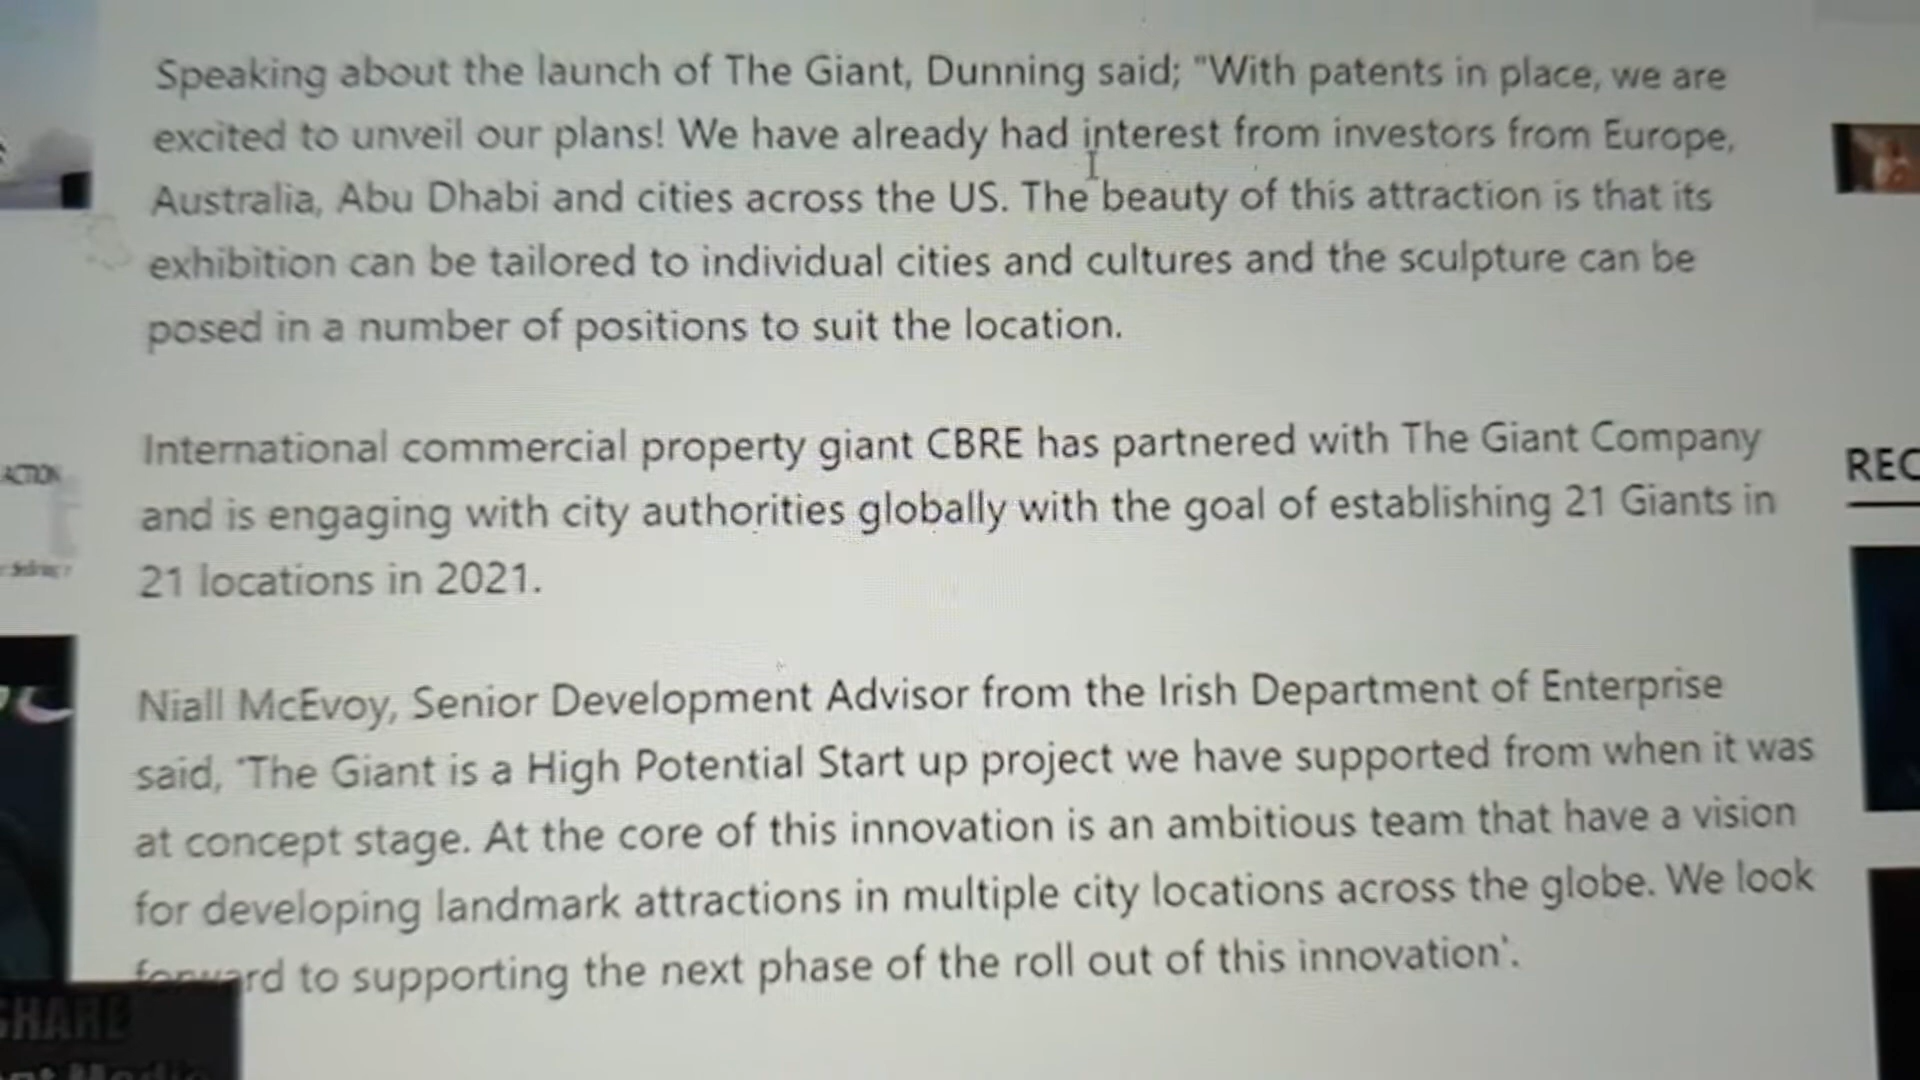 Speaking about the launch of The Giant, Dunning said; "With patents in place, we are
excited to unveil our plans! We have already had interest from investors from Europe,
Australia, Abu Dhabi and cities across the US. The beauty of this attraction is that its
exhibition can be tailored to individual cities and cultures and the sculpture can be
posed in a number of positions to suit the location.
International commercial property giant CBRE has partnered with The Giant Company
and is engaging with city authorities globally with the goal of establishing 21 Giants in
21 locations in 2021.
Niall McEvoy, Senior Development Advisor from the Irish Department of Enterprise
said, 'The Giant is a High Potential Start up project we have supported from when it was
at concept stage. At the core of this innovation is an ambitious team that have a vision
for developing landmark attractions in multiple city locations across the globe. We look
forward to supporting the next phase of the roll out of this innovation'.
ACTION
REC
SHARE